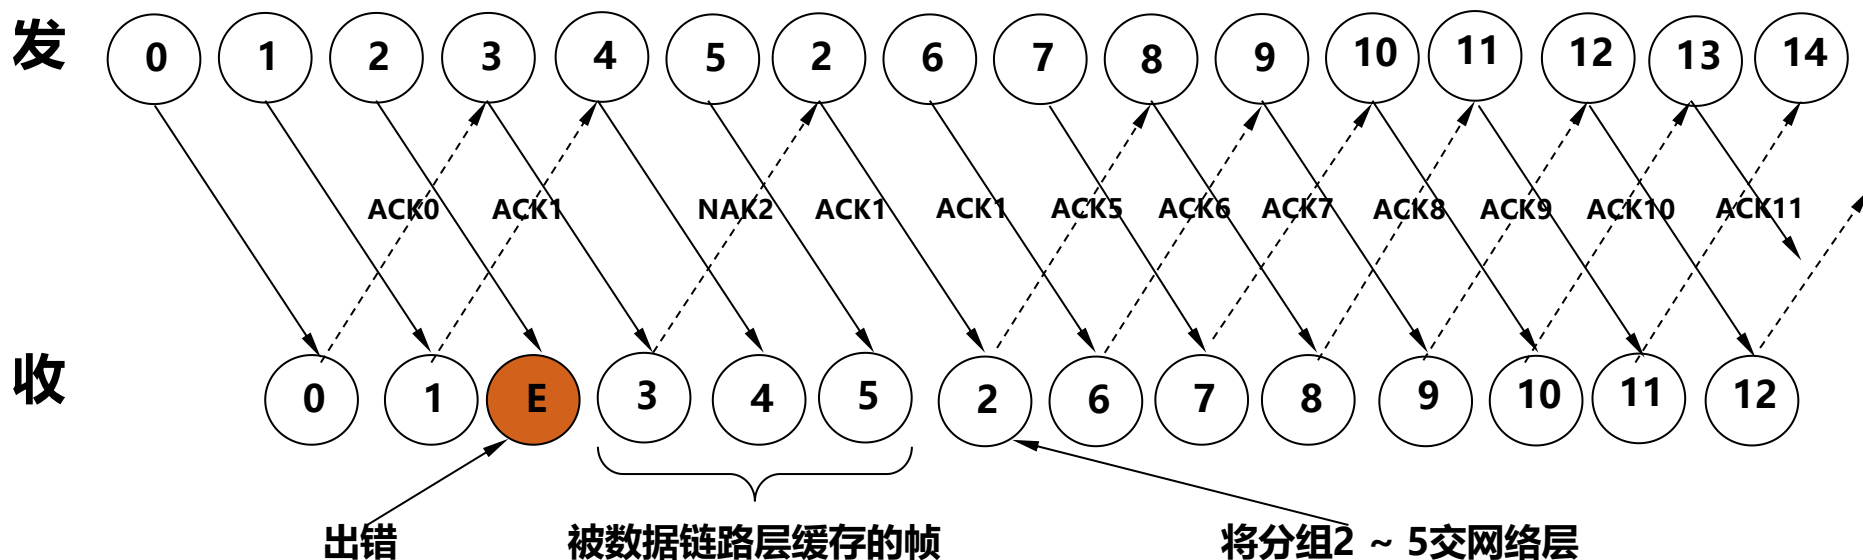 发 0 1 2 3 4 5 2 6 7 8 9 10 11 12 13 14
ACK0 ACK1 NAK2 ACK1 ACK1 ACK5 ACK6 ACK7 ACK8 ACK9 ACK10 ACK11
收 0 1 E 3 4 5 2 6 7 8 9 10 11 12
出错 被数据链路层缓存的帧 将分组2 ~ 5交网络层